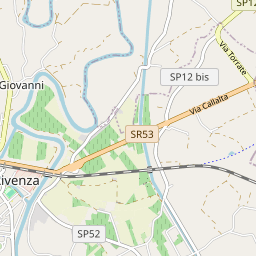 SP12
Via Torrate
SP12 bis
Giovanni
Via Callalta
SR53
ivenza
SP52